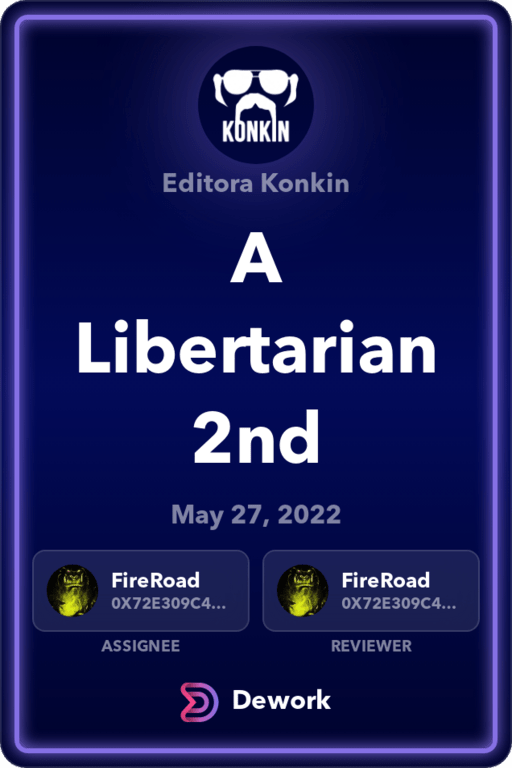 KONKIN
Editora Konkin
A
Libertarian
2nd
May 27, 2022
FireRoad
0X72E309C4...
ASSIGNEE
FireRoad
0X72E309C4...
REVIEWER
Dework